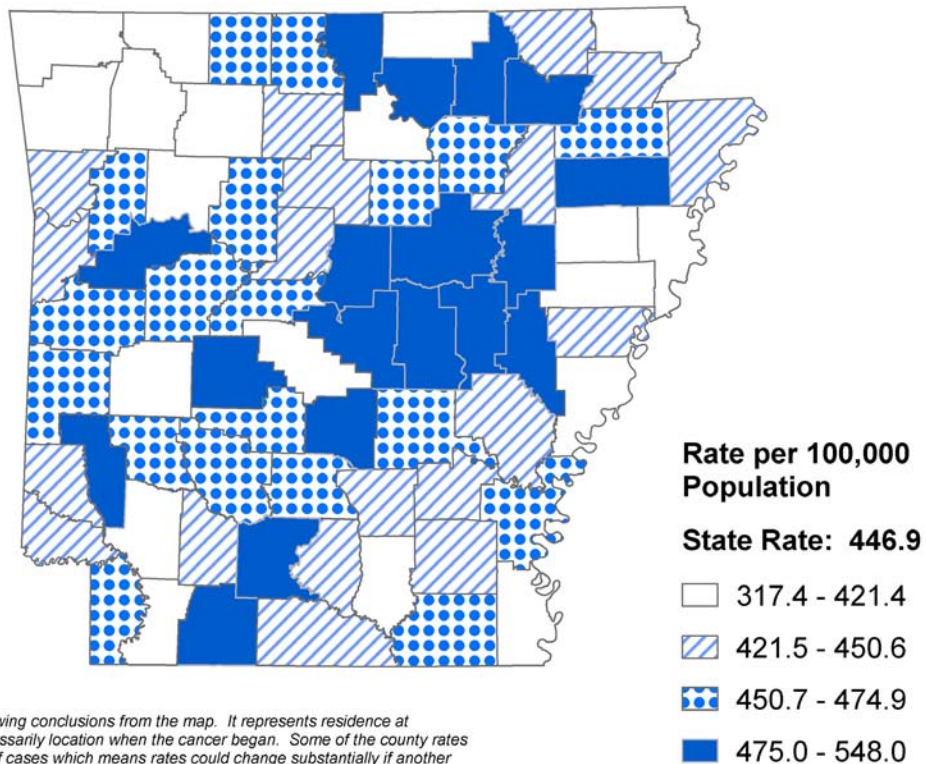 Rate per 100,000
Population
State Rate: 446.9
317.4 - 421.4
421.5 - 450.6
450.7 - 474.9
475.0 - 548.0
conclusions from the map. It represents residence at
location when the cancer began. Some of the county rates
cases which means rates could change substantially if another